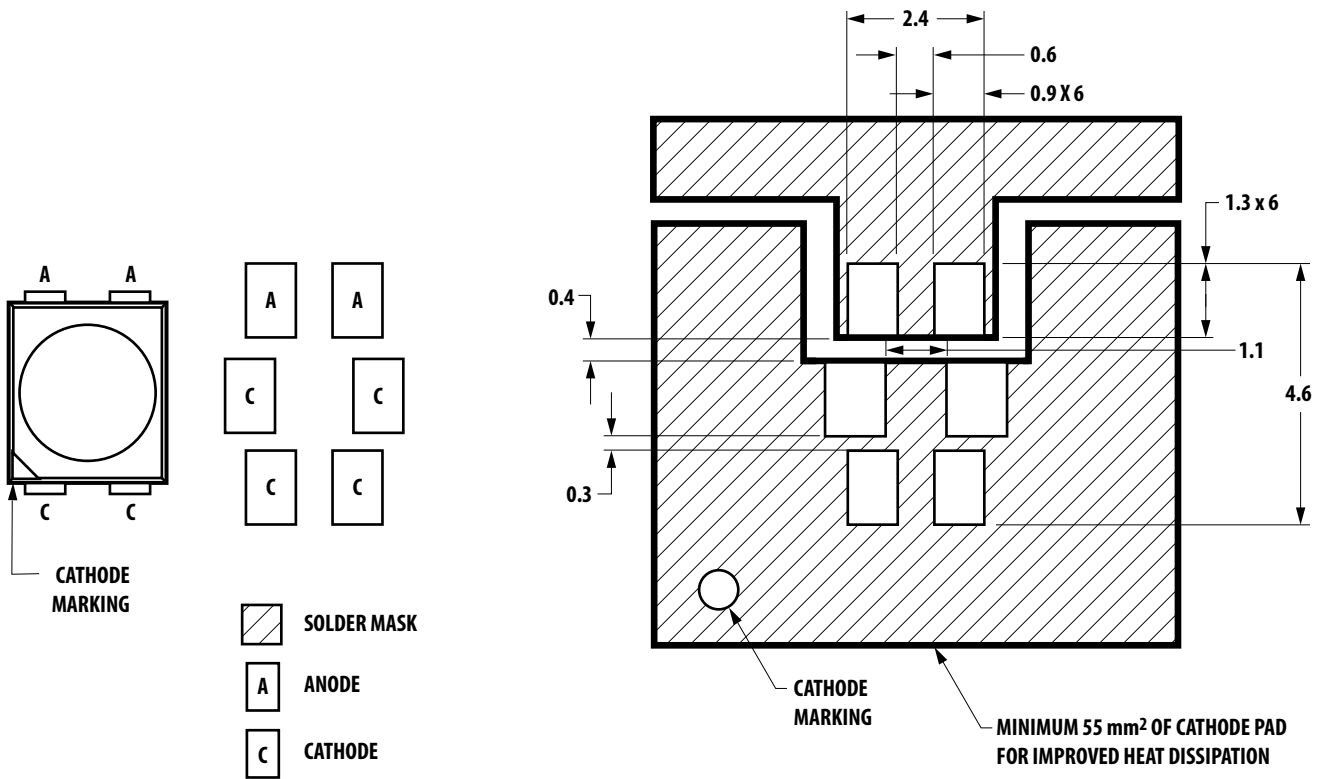 2.4
0.6
0.9 X 6
1.3 x 6
A A
A A
0.4
1.1
C C
4.6
C C
0.3
C C
CATHODE
MARKING
SOLDER MASK
A ANODE
C CATHODE
CATHODE
MARKING
MINIMUM 55 mm² OF CATHODE PAD
FOR IMPROVED HEAT DISSIPATION